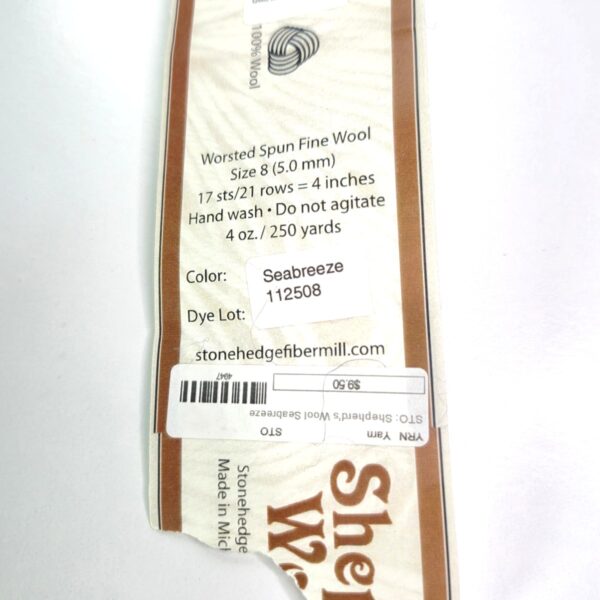 100% Wool
Worsted Spun Fine Wool
Size 8 (5.0 mm)
17 sts/21 rows = 4 inches
Hand wash • Do not agitate
4 oz. / 250 yards
Color: Seabreeze
112508
Dye Lot:
stonehedgefibermill.com
YRN Yarn STO
STO: Shepherd's Wool Seabreeze
$9.50
4947
Stonehedge
Made in Mich
She
Wo